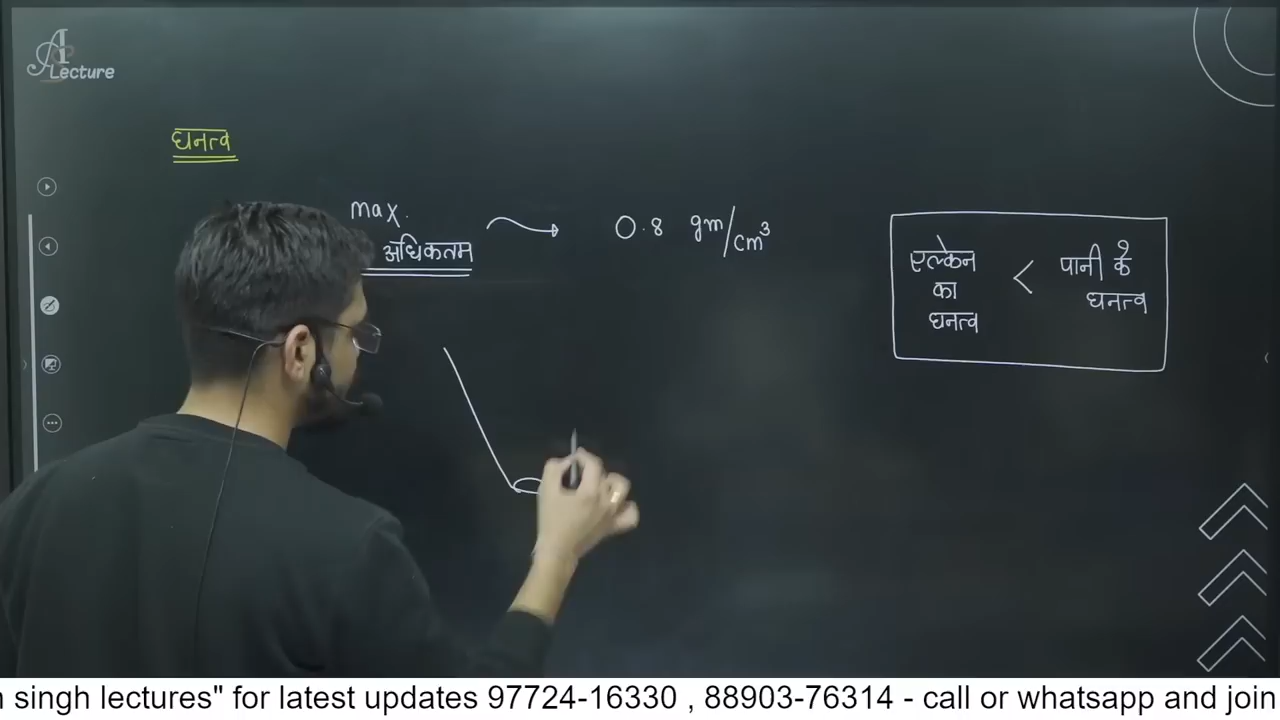 A
Lecture
घनत्व
max.
अधिकतम
0.8 gm/cm³
एल्केन < पानी के
का घनत्व
घनत्व
singh lectures" for latest updates 97724-16330 , 88903-76314 - call or whatsapp and join